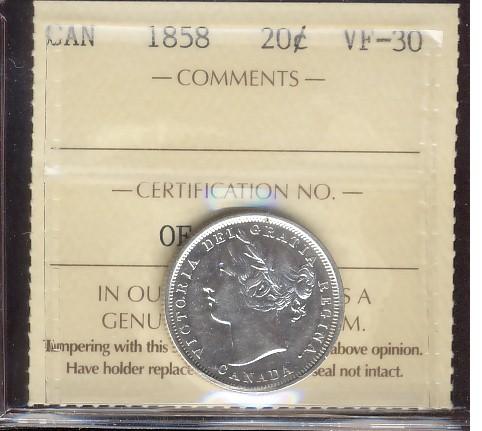 CAN 1858 20¢ VF-30
— COMMENTS —
— CERTIFICATION NO. —
OF
IN OU S A
GENU M.
Tampering with this above opinion.
Have holder replace seal not intact.
VICTORIA DEI GRATIA REGINA.
CANADA